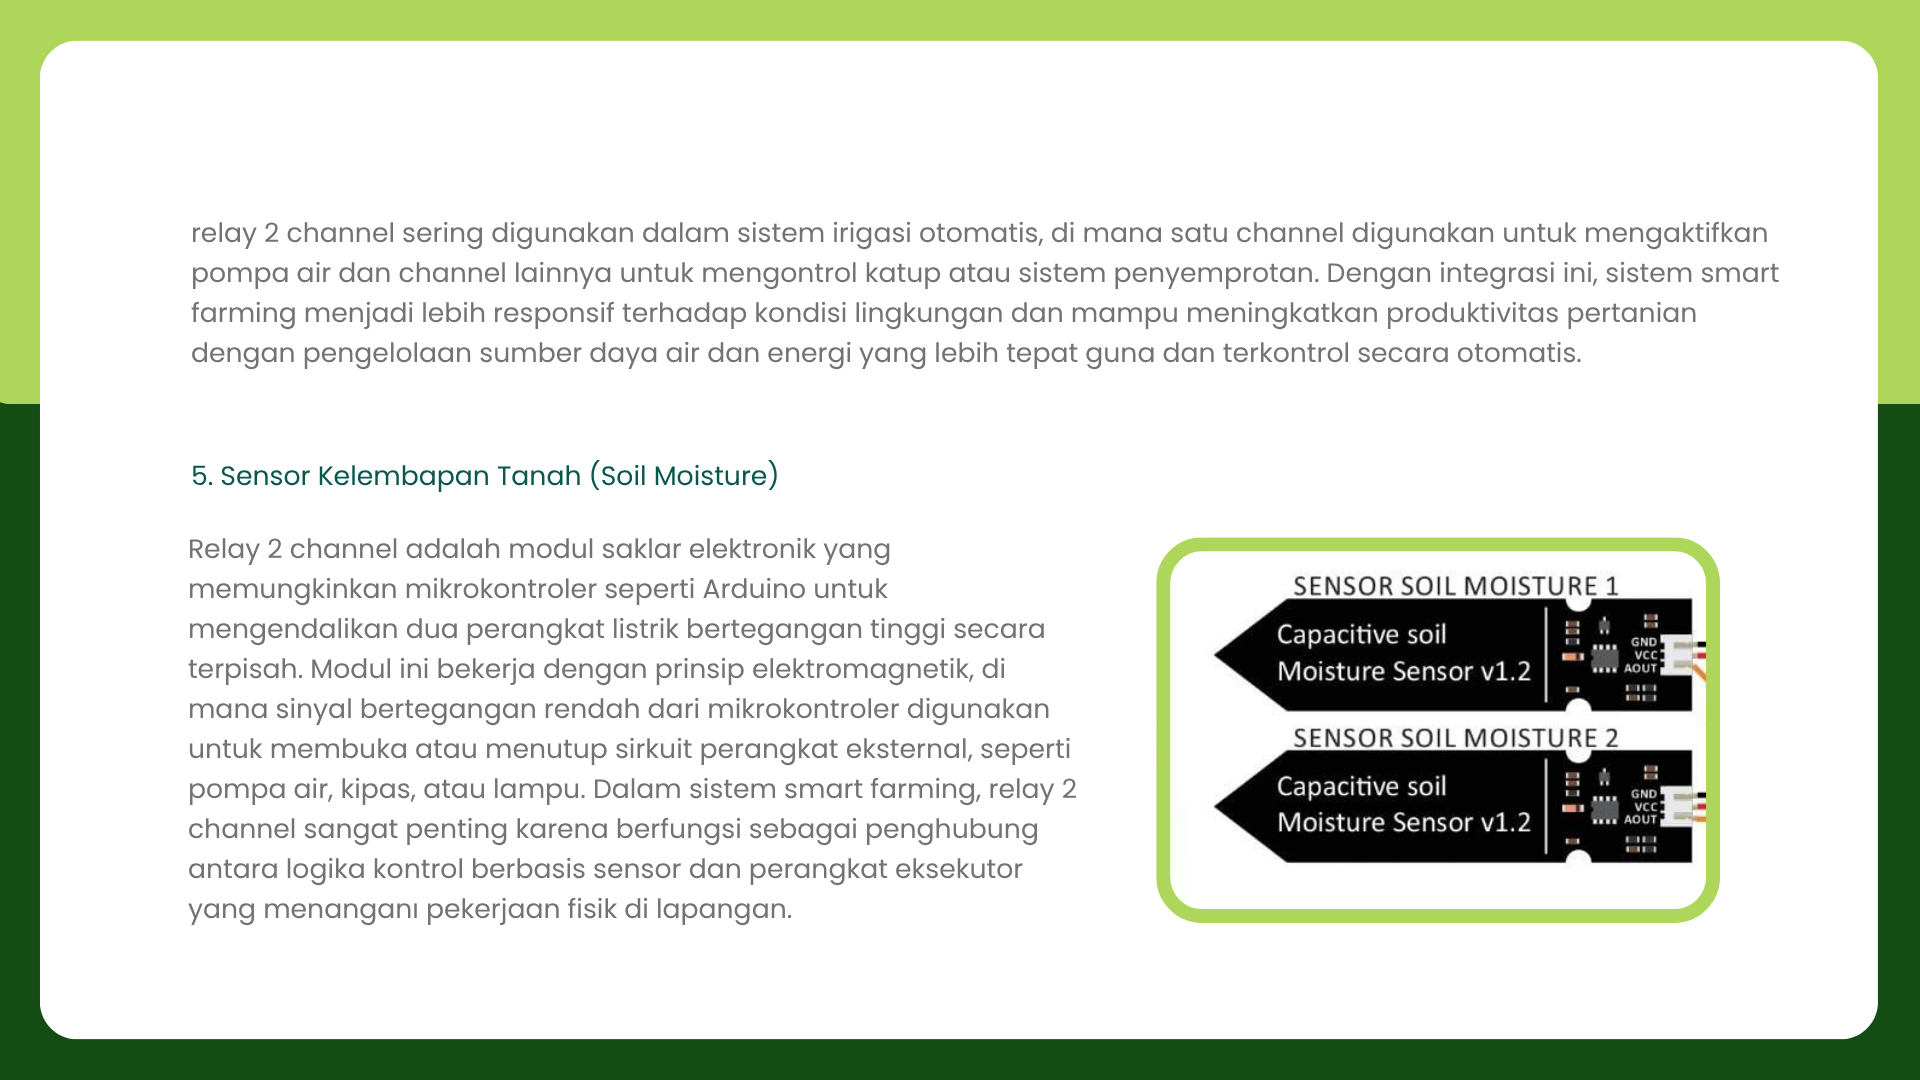 relay 2 channel sering digunakan dalam sistem irigasi otomatis, di mana satu channel digunakan untuk mengaktifkan
pompa air dan channel lainnya untuk mengontrol katup atau sistem penyemprotan. Dengan integrasi ini, sistem smart
farming menjadi lebih responsif terhadap kondisi lingkungan dan mampu meningkatkan produktivitas pertanian
dengan pengelolaan sumber daya air dan energi yang lebih tepat guna dan terkontrol secara otomatis.
5. Sensor Kelembapan Tanah (Soil Moisture)
Relay 2 channel adalah modul saklar elektronik yang
memungkinkan mikrokontroler seperti Arduino untuk
mengendalikan dua perangkat listrik bertegangan tinggi secara
terpisah. Modul ini bekerja dengan prinsip elektromagnetik, di
mana sinyal bertegangan rendah dari mikrokontroler digunakan
untuk membuka atau menutup sirkuit perangkat eksternal, seperti
pompa air, kipas, atau lampu. Dalam sistem smart farming, relay 2
channel sangat penting karena berfungsi sebagai penghubung
antara logika kontrol berbasis sensor dan perangkat eksekutor
yang menanganı pekerjaan fisik di lapangan.
SENSOR SOIL MOISTURE 1
Capacitive soil
Moisture Sensor v1.2
GND
VCC
AOUT
SENSOR SOIL MOISTURE 2
Capacitive soil
Moisture Sensor v1.2
GND
VCC
AOUT